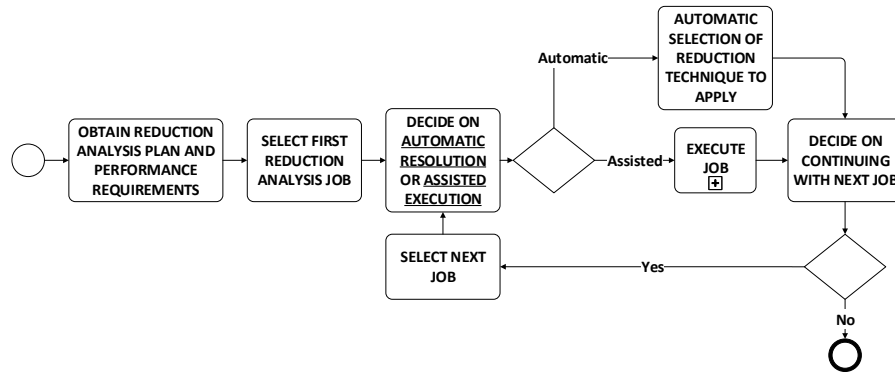 OBTAIN REDUCTION
ANALYSIS PLAN AND
PERFORMANCE
REQUIREMENTS
SELECT FIRST
REDUCTION
ANALYSIS JOB
DECIDE ON
AUTOMATIC
RESOLUTION
OR ASSISTED
EXECUTION
Automatic
AUTOMATIC
SELECTION OF
REDUCTION
TECHNIQUE TO
APPLY
Assisted
EXECUTE
JOB
DECIDE ON
CONTINUING
WITH NEXT JOB
Yes
SELECT NEXT
JOB
No